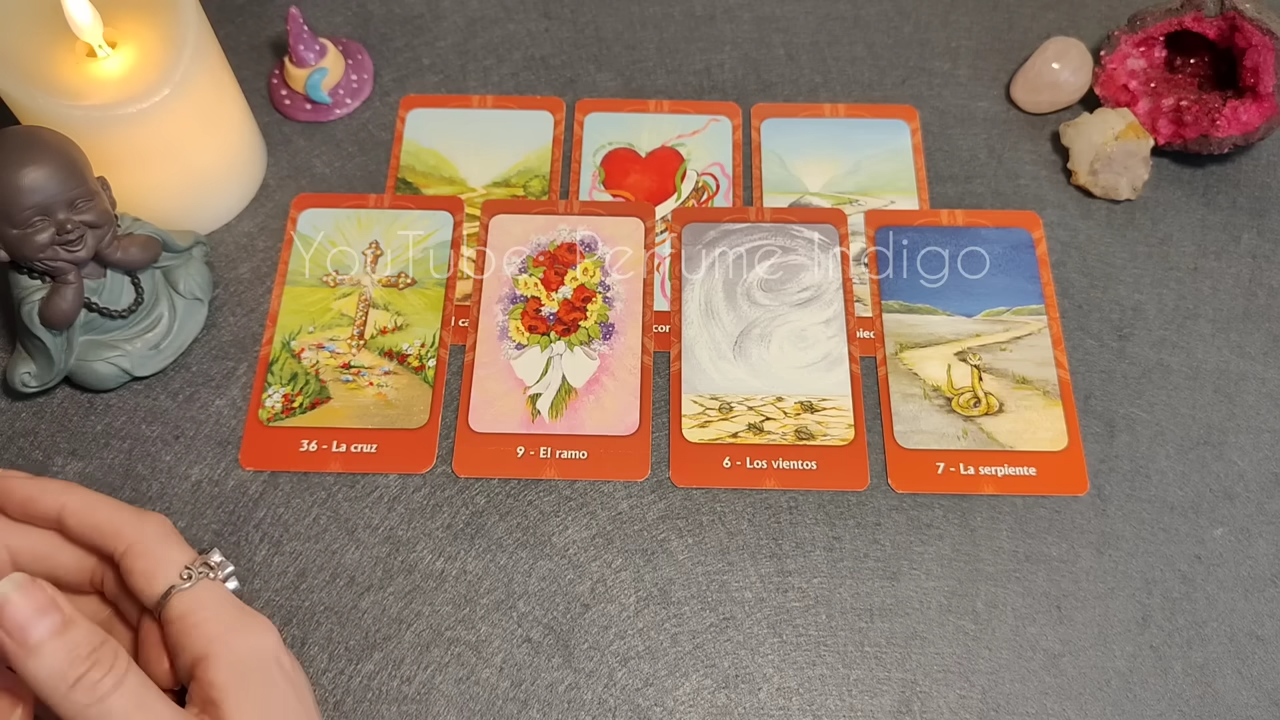 YouTube: Perfume Indigo
36 - La cruz
9 - El ramo
6 - Los vientos
7 - La serpiente